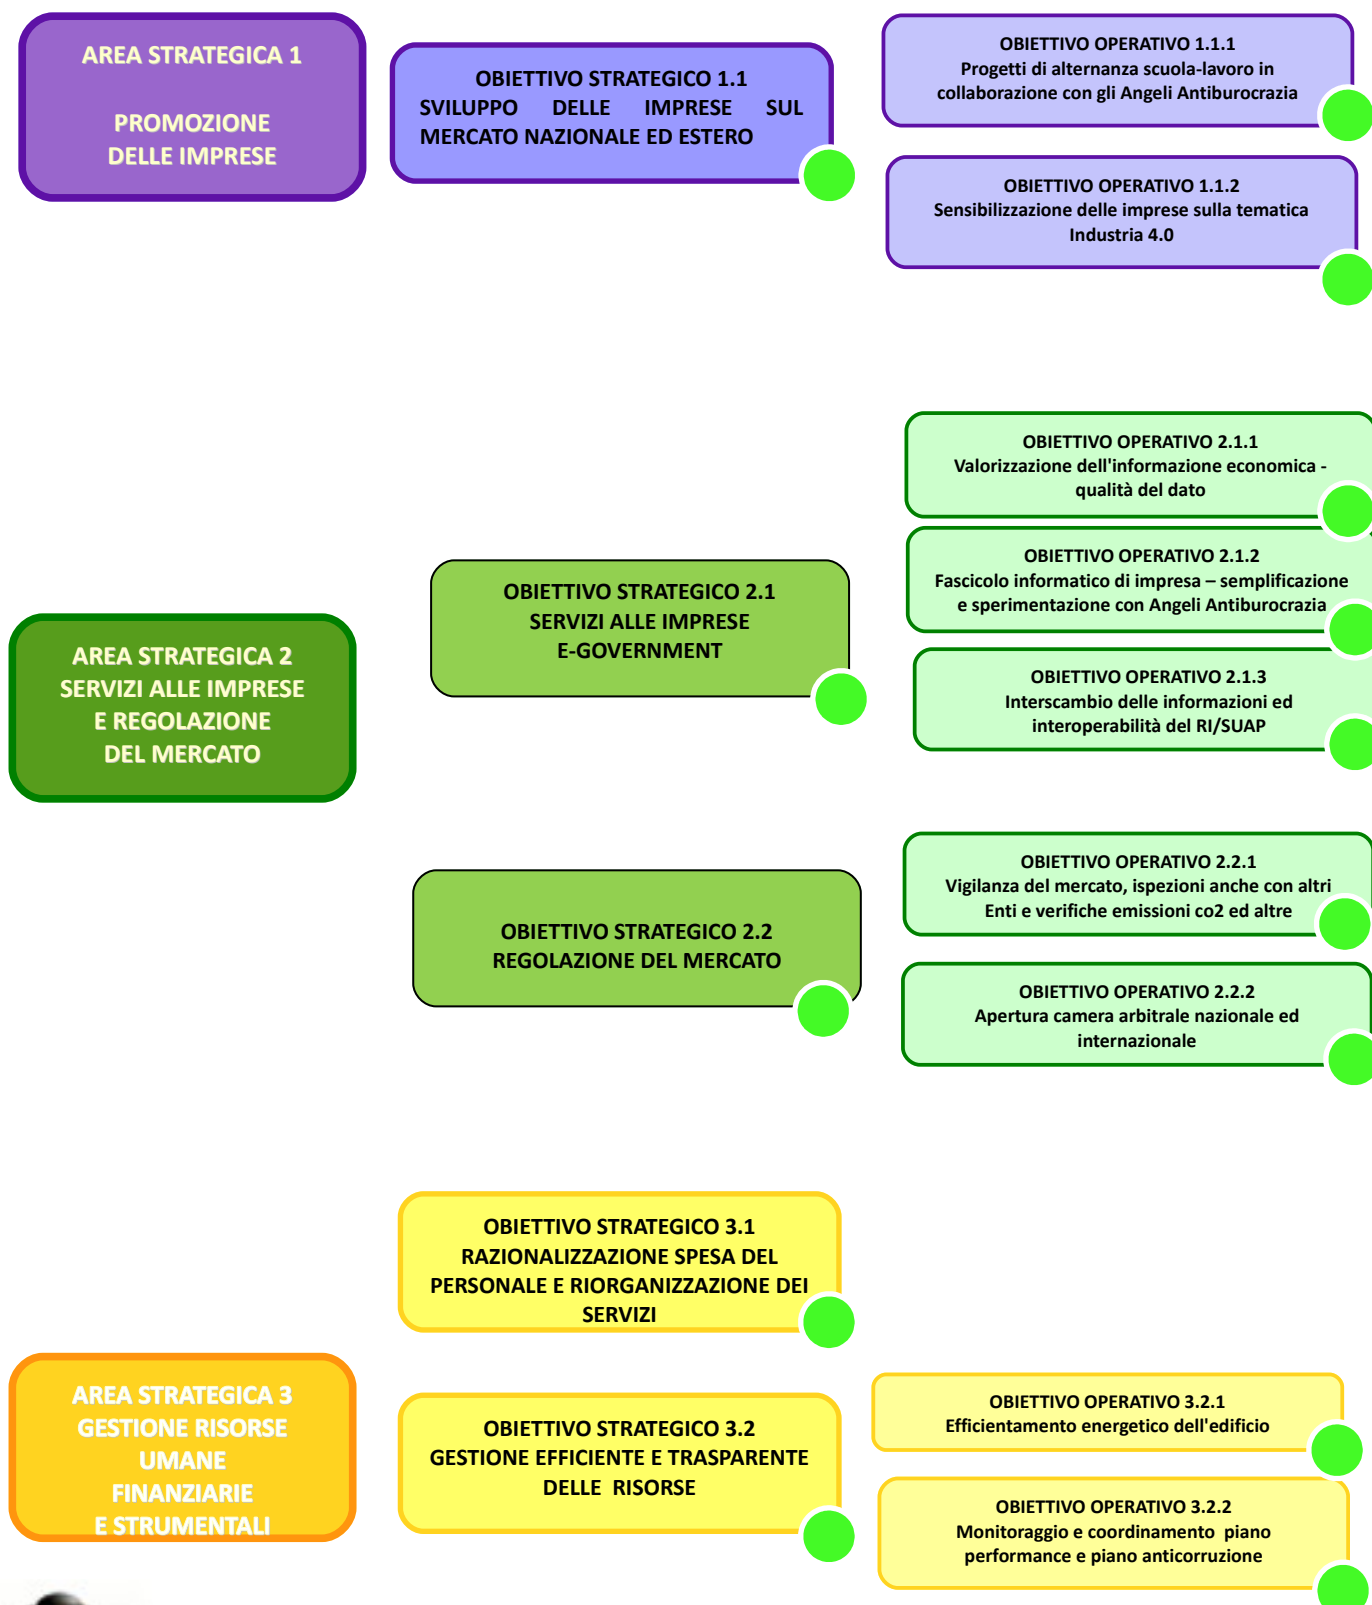 AREA STRATEGICA 1
PROMOZIONE
DELLE IMPRESE
OBIETTIVO STRATEGICO 1.1
SVILUPPO DELLE IMPRESE SUL
MERCATO NAZIONALE ED ESTERO
OBIETTIVO OPERATIVO 1.1.1
Progetti di alternanza scuola-lavoro in
collaborazione con gli Angeli Antiburocrazia
OBIETTIVO OPERATIVO 1.1.2
Sensibilizzazione delle imprese sulla tematica
Industria 4.0
AREA STRATEGICA 2
SERVIZI ALLE IMPRESE
E REGOLAZIONE
DEL MERCATO
OBIETTIVO STRATEGICO 2.1
SERVIZI ALLE IMPRESE
E-GOVERNMENT
OBIETTIVO OPERATIVO 2.1.1
Valorizzazione dell'informazione economica -
qualità del dato
OBIETTIVO OPERATIVO 2.1.2
Fascicolo informatico di impresa – semplificazione
e sperimentazione con Angeli Antiburocrazia
OBIETTIVO OPERATIVO 2.1.3
Interscambio delle informazioni ed
interoperabilità del RI/SUAP
OBIETTIVO STRATEGICO 2.2
REGOLAZIONE DEL MERCATO
OBIETTIVO OPERATIVO 2.2.1
Vigilanza del mercato, ispezioni anche con altri
Enti e verifiche emissioni co2 ed altre
OBIETTIVO OPERATIVO 2.2.2
Apertura camera arbitrale nazionale ed
internazionale
AREA STRATEGICA 3
GESTIONE RISORSE
UMANE
FINANZIARIE
E STRUMENTALI
OBIETTIVO STRATEGICO 3.1
RAZIONALIZZAZIONE SPESA DEL
PERSONALE E RIORGANIZZAZIONE DEI
SERVIZI
OBIETTIVO STRATEGICO 3.2
GESTIONE EFFICIENTE E TRASPARENTE
DELLE RISORSE
OBIETTIVO OPERATIVO 3.2.1
Efficientamento energetico dell'edificio
OBIETTIVO OPERATIVO 3.2.2
Monitoraggio e coordinamento piano
performance e piano anticorruzione